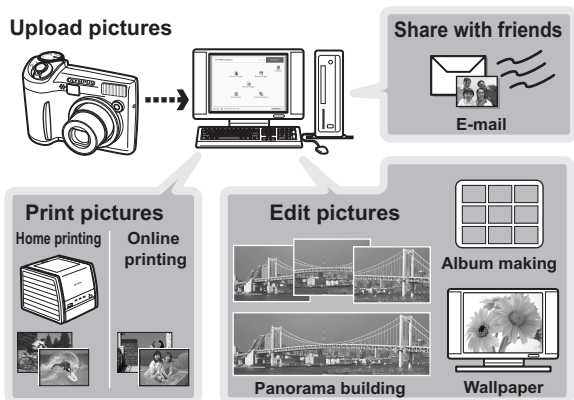 Upload pictures
Share with friends
OLYMPUS
E-mail
Print pictures
Home printing
Online
printing
Edit pictures
Album making
Panorama building
Wallpaper